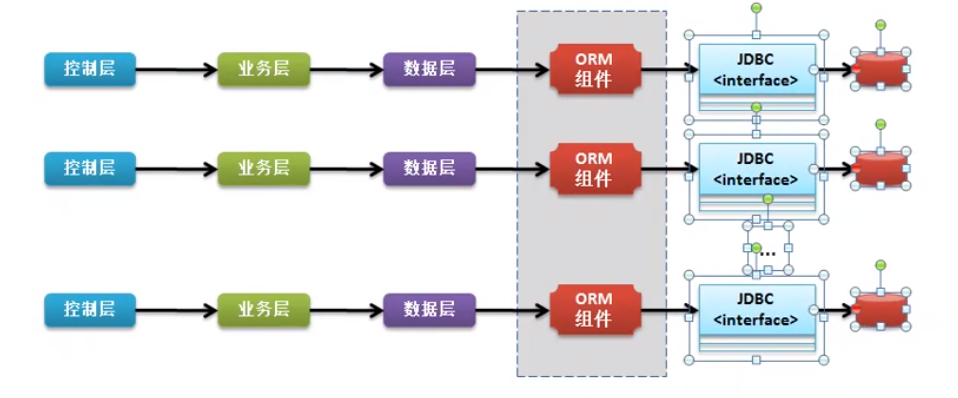 控制层
业务层
数据层
ORM
组件
JDBC
<interface>
控制层
业务层
数据层
ORM
组件
JDBC
<interface>
...
控制层
业务层
数据层
ORM
组件
JDBC
<interface>